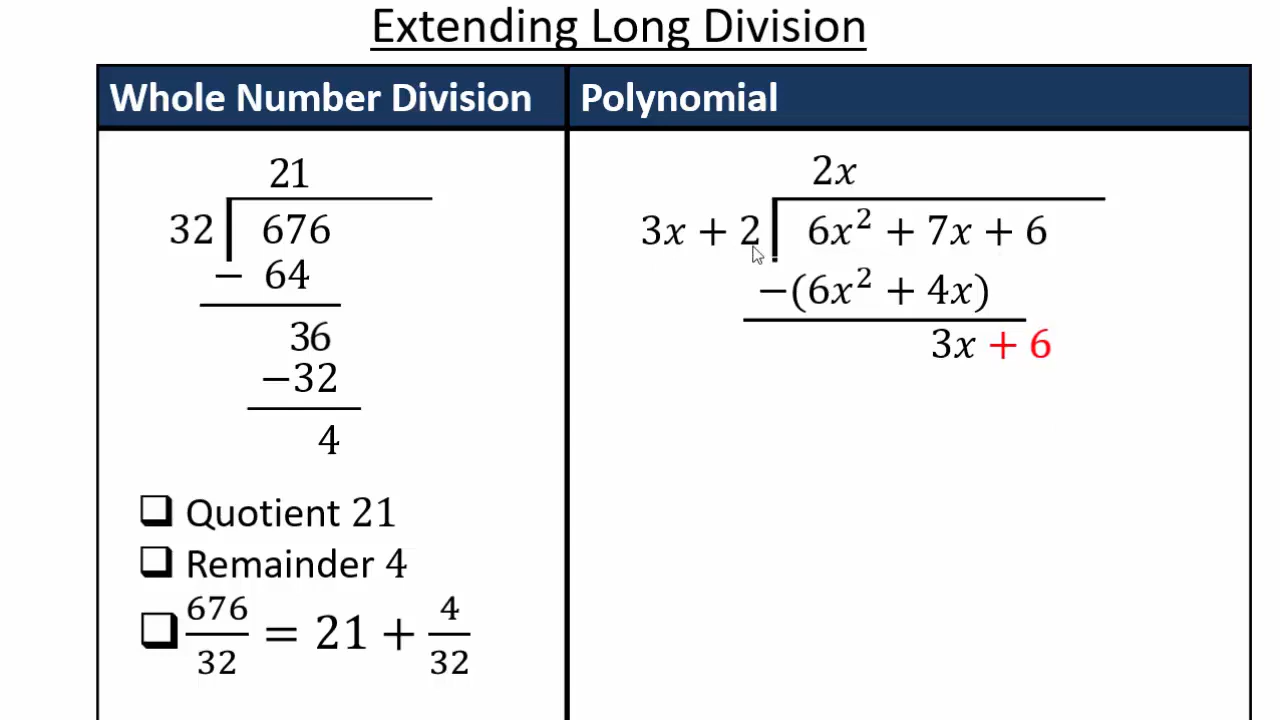 Extending Long Division
Whole Number Division
21
32 676
− 64
36
−32
4
❑ Quotient 21
❑ Remainder 4
❑ 676/32 = 21 + 4/32
Polynomial
2x
3x + 2 6x² + 7x + 6
−(6x² + 4x)
3x + 6